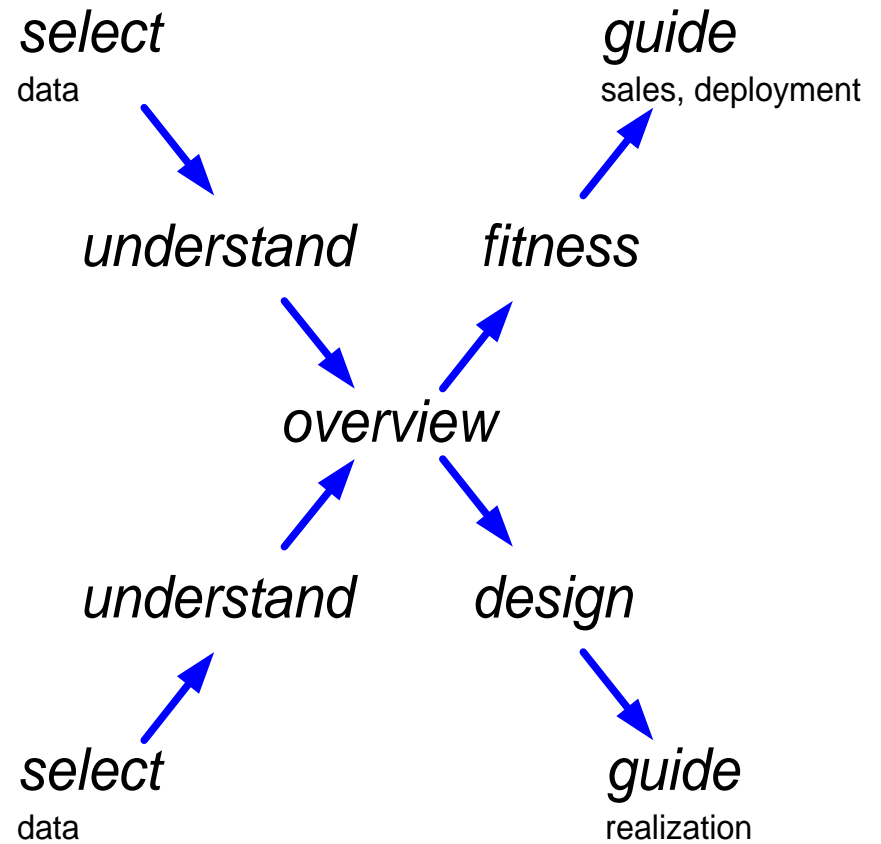 select
data
guide
sales, deployment
understand
fitness
overview
understand
design
select
data
guide
realization